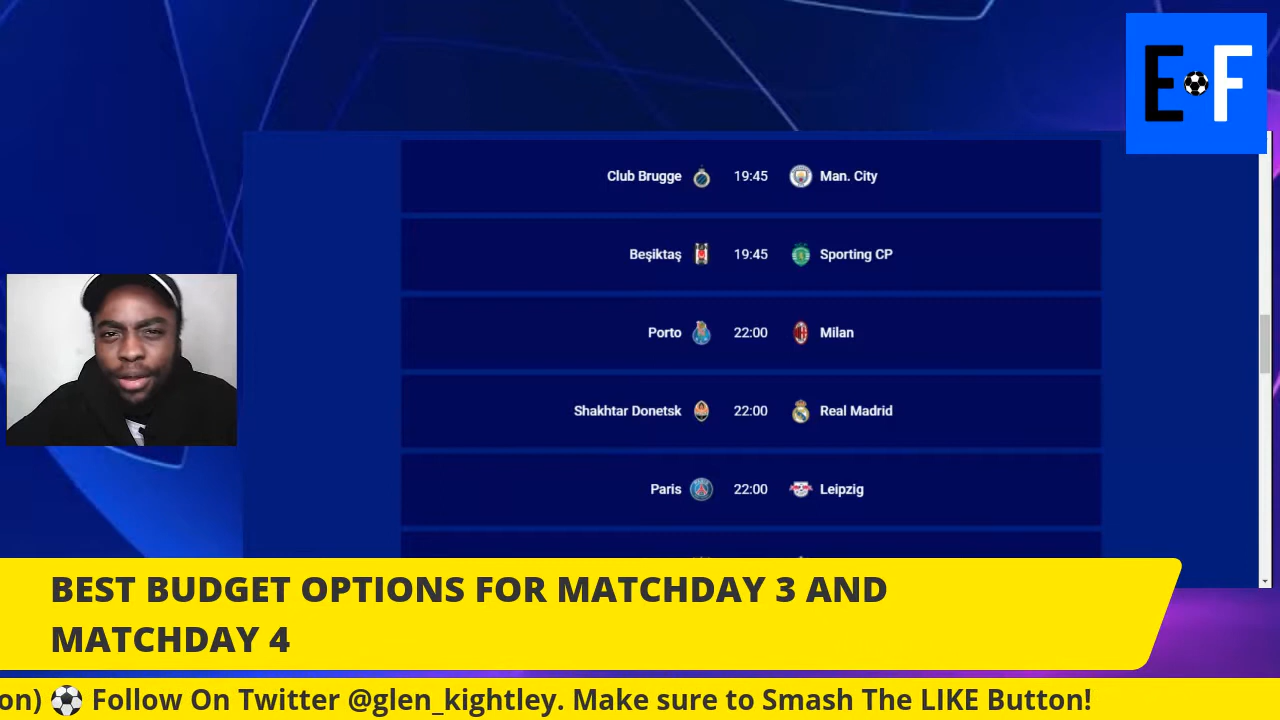 E F
Club Brugge 19:45 Man. City
Beşiktaş 19:45 Sporting CP
Porto 22:00 Milan
Shakhtar Donetsk 22:00 Real Madrid
Paris 22:00 Leipzig
BEST BUDGET OPTIONS FOR MATCHDAY 3 AND
MATCHDAY 4
on) ⚽ Follow On Twitter @glen_kightley. Make sure to Smash The LIKE Button!